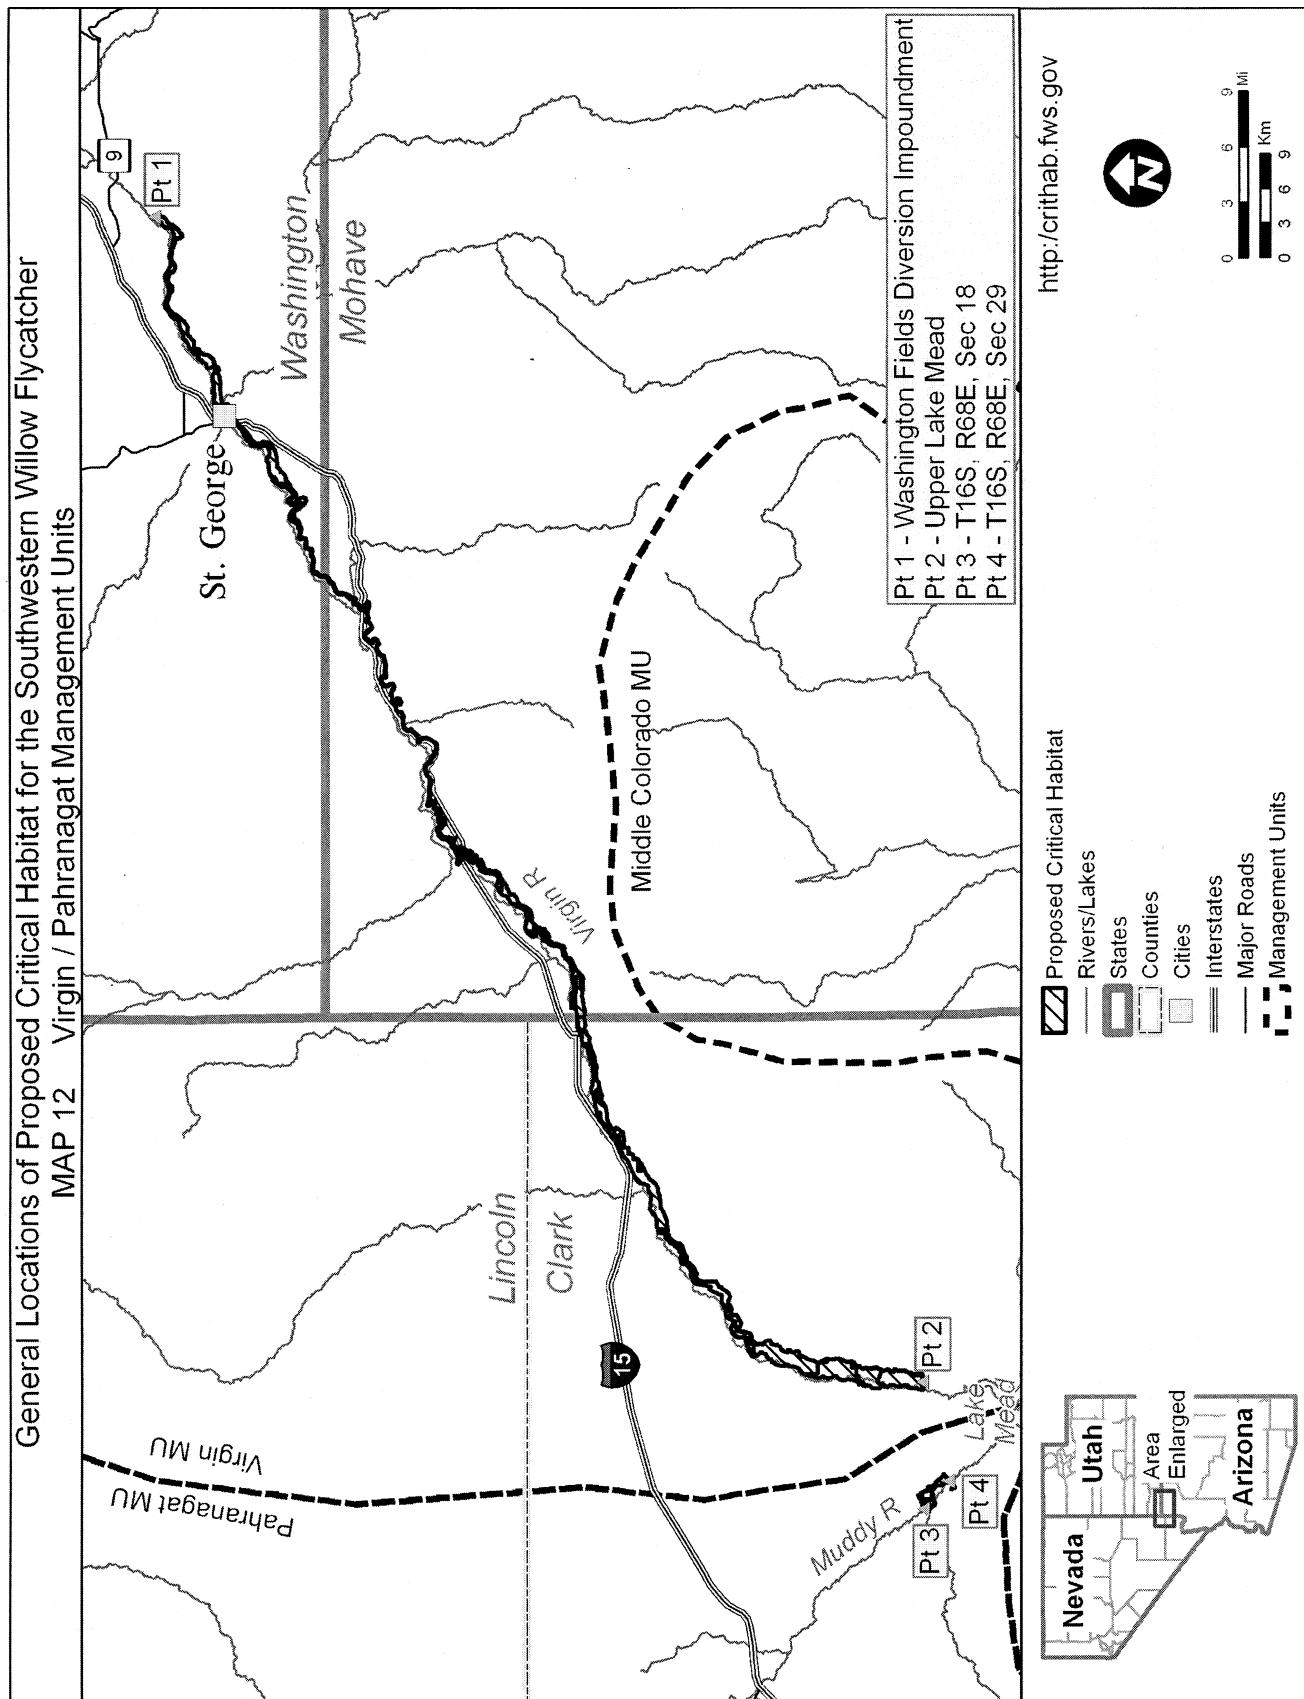 General Locations of Proposed Critical Habitat for the Southwestern Willow Flycatcher
MAP 12 Virgin / Pahranagat Management Units
9
Pt 1
St. George
Washington
Mohave
Virgin R
Middle Colorado MU
Lincoln
Clark
15
Virgin MU
Pahranagat MU
Muddy R
Pt 3
Pt 4
Lake
Mead
Pt 2
Pt 1 - Washington Fields Diversion Impoundment
Pt 2 - Upper Lake Mead
Pt 3 - T16S, R68E, Sec 18
Pt 4 - T16S, R68E, Sec 29
Nevada
Utah
Area
Enlarged
Arizona
Proposed Critical Habitat
Rivers/Lakes
States
Counties
Cities
Interstates
Major Roads
Management Units
http:/crithab.fws.gov
N
0 3 6 9 Mi
Km
0 3 6 9